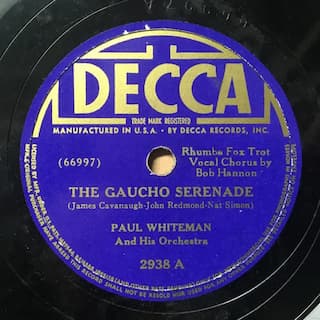 DECCA
TRADE MARK REGISTERED
MANUFACTURED IN U.S.A. • BY DECCA RECORDS, INC.
(66997)
Rhumba Fox Trot
Vocal Chorus by
Bob Hannon
THE GAUCHO SERENADE
(James Cavanaugh-John Redmond-Nat Simon)
PAUL WHITEMAN
And His Orchestra
2938 A